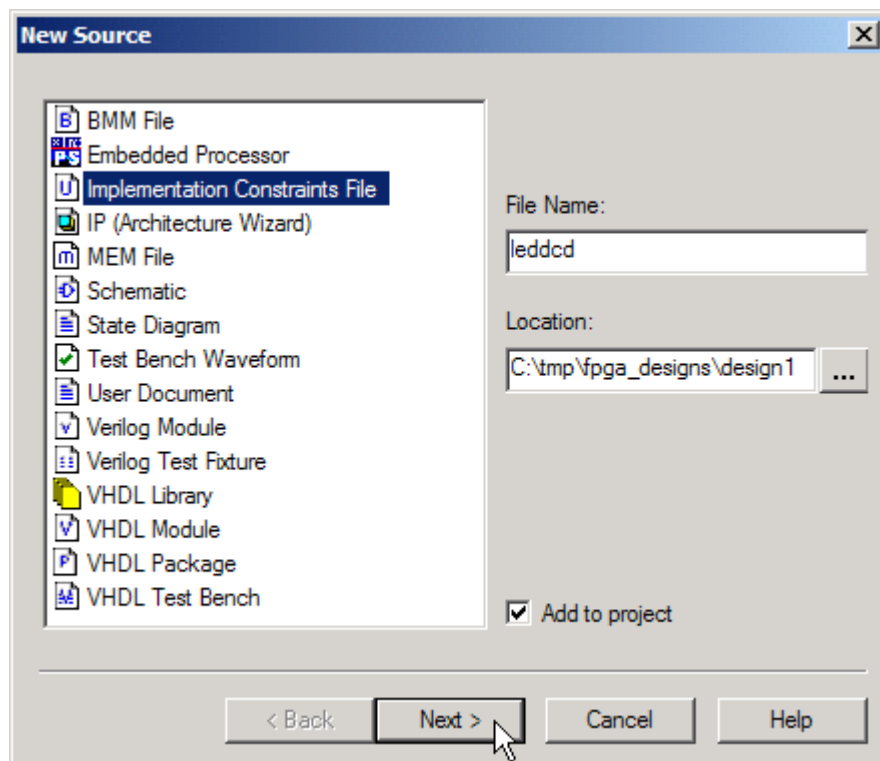 New Source
BMM File
Embedded Processor
Implementation Constraints File
IP (Architecture Wizard)
MEM File
Schematic
State Diagram
Test Bench Waveform
User Document
Verilog Module
Verilog Test Fixture
VHDL Library
VHDL Module
VHDL Package
VHDL Test Bench
File Name:
leddcd
Location:
C:\tmp\fpga_designs\design1
...
Add to project
< Back
Next >
Cancel
Help